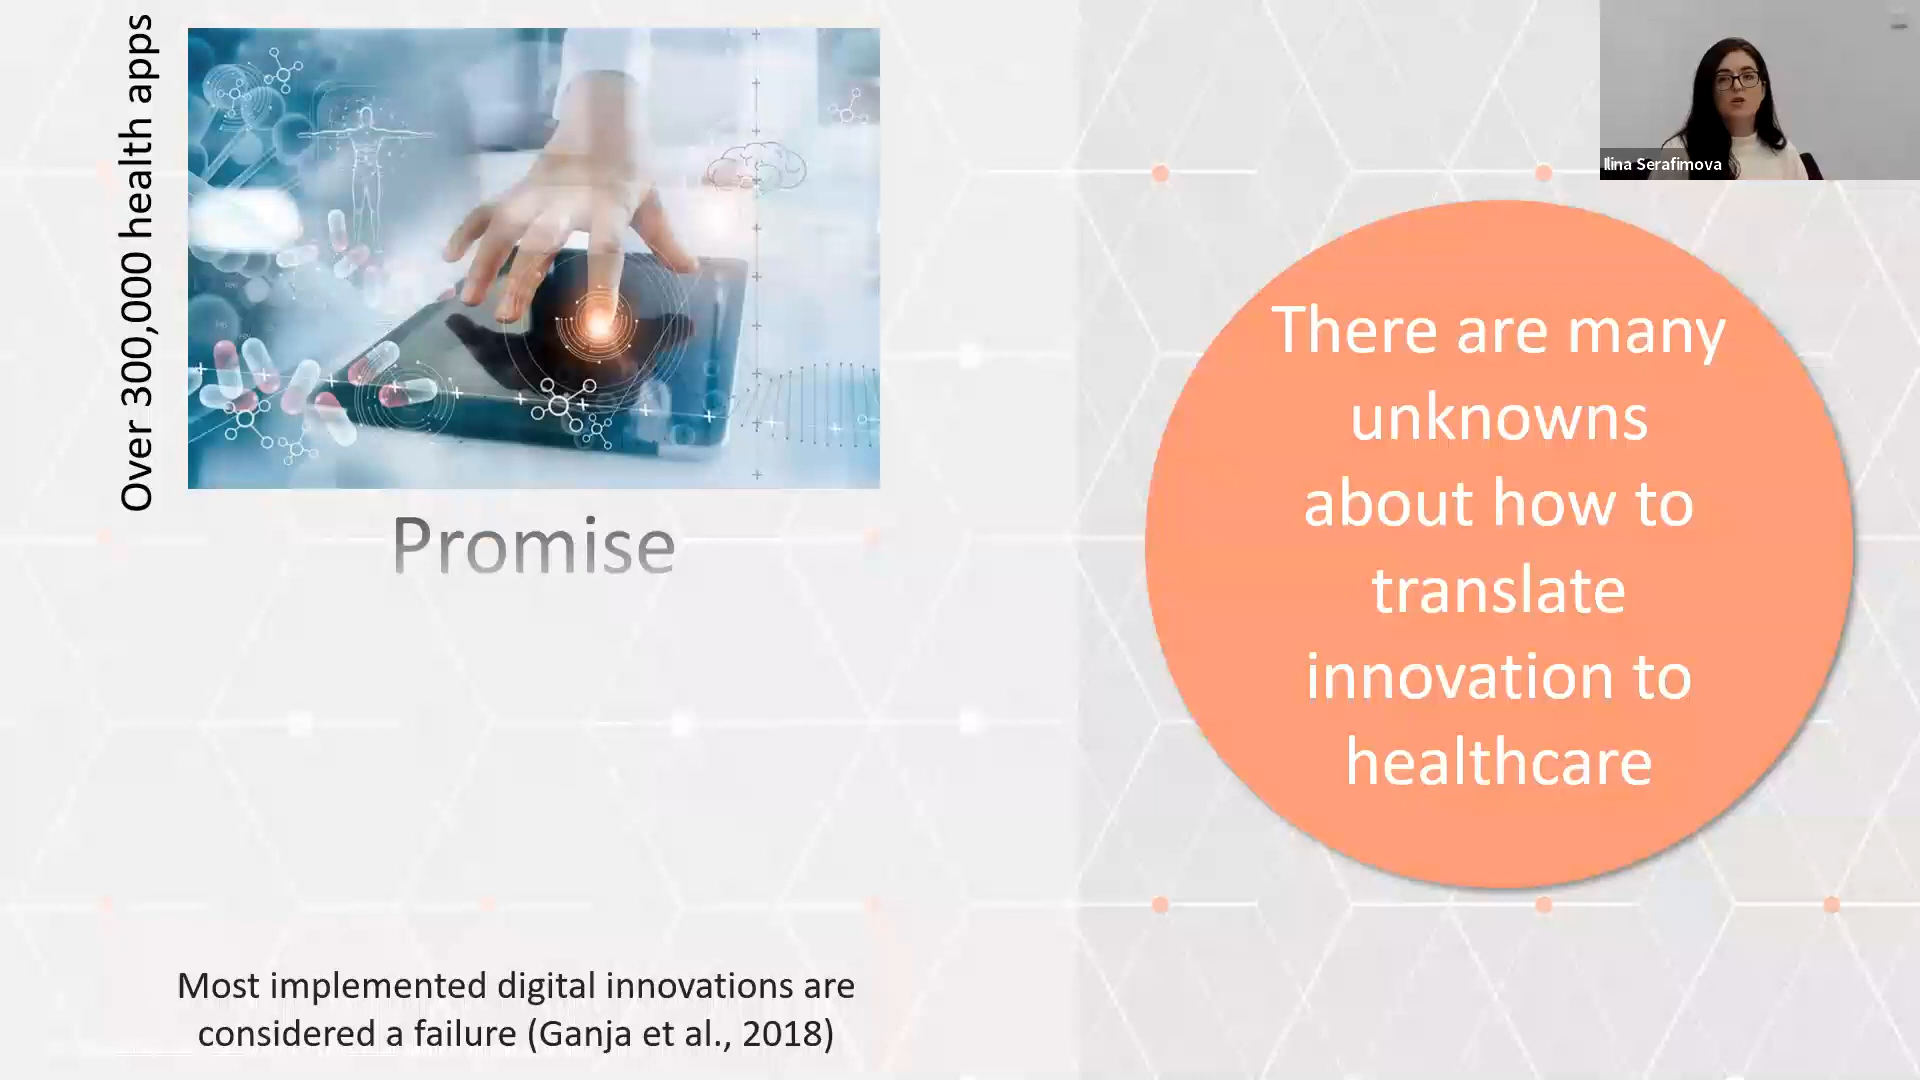 Over 300,000 health apps
Promise
Most implemented digital innovations are
considered a failure (Ganja et al., 2018)
There are many
unknowns
about how to
translate
innovation to
healthcare
Ilina Serafimova